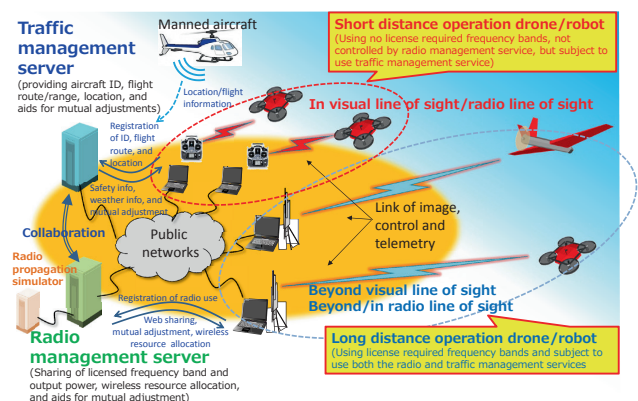 Traffic
management
server
(providing aircraft ID, flight
route/range, location, and
aids for mutual adjustments)
Manned aircraft
Location/flight
information
Short distance operation drone/robot
(Using no license required frequency bands, not
controlled by radio management service, but subject to
use traffic management service)
In visual line of sight/radio line of sight
Registration
of ID, flight
route, and
location
Safety info,
weather info, and
mutual adjustment
Link of image,
control and
telemetry
Collaboration
Public
networks
Radio
propagation
simulator
Registration of radio use
Web sharing,
mutual adjustment, wireless
resource allocation
Beyond visual line of sight
Beyond/in radio line of sight
Radio
management server
(Sharing of licensed frequency band and
output power, wireless resource allocation,
and aids for mutual adjustment)
Long distance operation drone/robot
(Using license required frequency bands and subject to
use both the radio and traffic management services